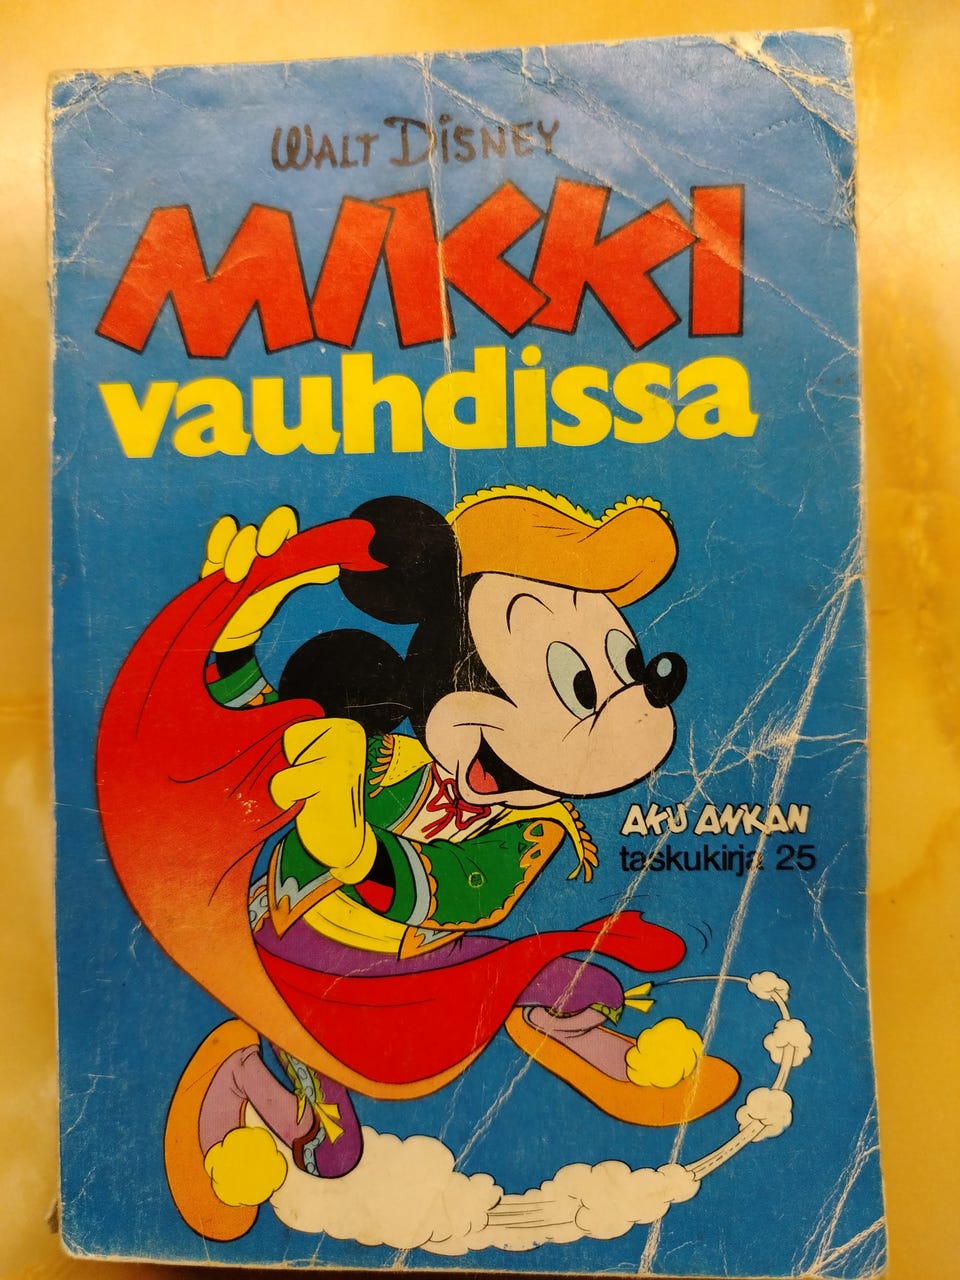 WALT DISNEY
MIKKI
vauhdissa
AKU ANKAN
taskukirja 25